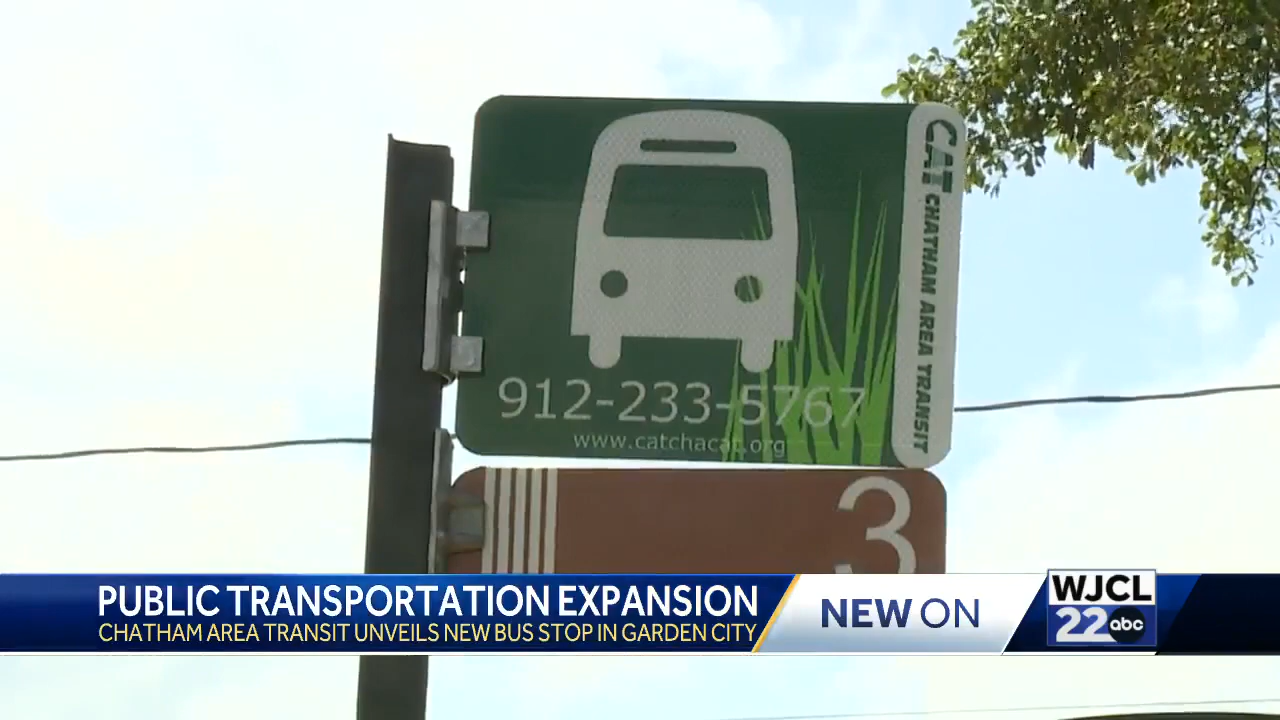 CAT CHATHAM AREA TRANSIT
912-233-5767
www.catchacat.org
3
PUBLIC TRANSPORTATION EXPANSION
CHATHAM AREA TRANSIT UNVEILS NEW BUS STOP IN GARDEN CITY
NEW ON
WJCL
22 abc